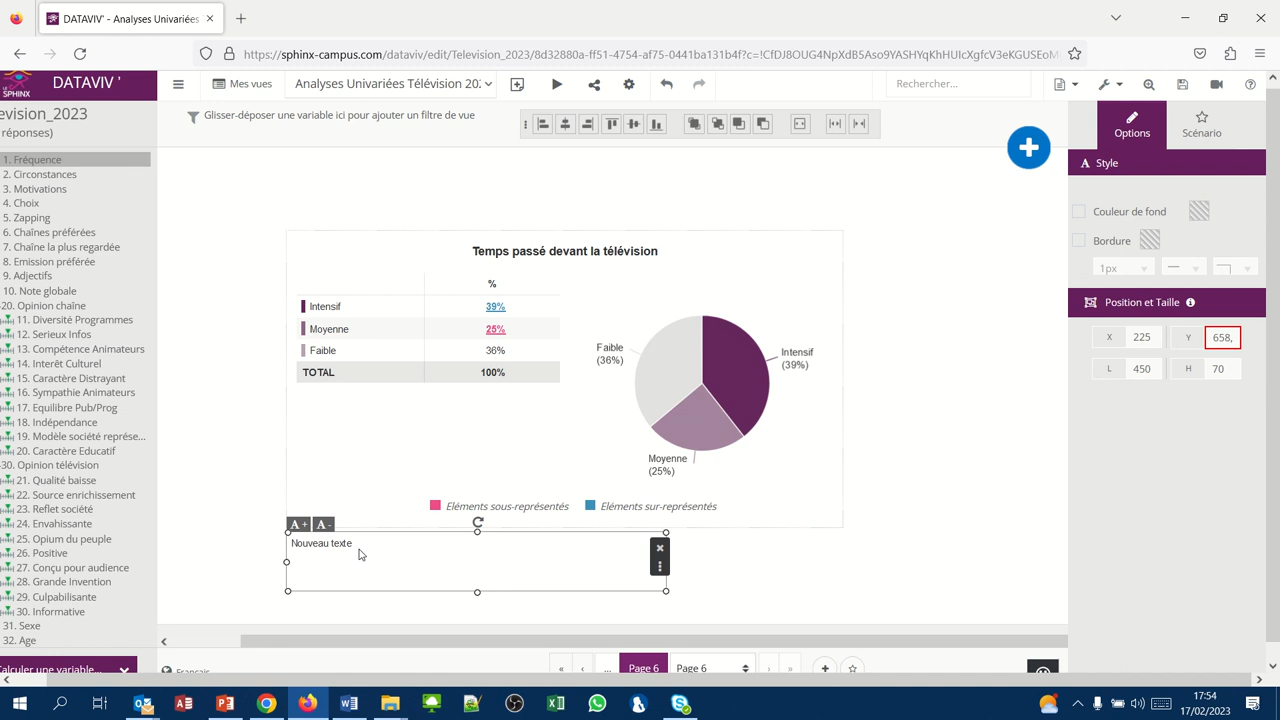 DATAVIV' - Analyses Univariées
https://sphinx-campus.com/dataviv/edit/Television_2023/8d32880a-ff51-4754-af75-0441ba131b4f?c=!CfDJ8OUG4NpXdB5Aso9YASHYqKhHUIcXgfcV3eKGUSEoM
LE SPHINX
DATAVIV '
Mes vues
Analyses Univariées Télévision 202
Rechercher...
evision_2023
réponses)
Glisser-déposer une variable ici pour ajouter un filtre de vue
1. Fréquence
2. Circonstances
3. Motivations
4. Choix
5. Zapping
6. Chaînes préférées
7. Chaîne la plus regardée
8. Emission préférée
9. Adjectifs
10. Note globale
-20. Opinion chaîne
11. Diversité Programmes
12. Serieux Infos
13. Compétence Animateurs
14. Interêt Culturel
15. Caractère Distrayant
16. Sympathie Animateurs
17. Equilibre Pub/Prog
18. Indépendance
19. Modèle société représe...
20. Caractère Educatif
-30. Opinion télévision
21. Qualité baisse
22. Source enrichissement
23. Reflet société
24. Envahissante
25. Opium du peuple
26. Positive
27. Conçu pour audience
28. Grande Invention
29. Culpabilisante
30. Informative
31. Sexe
32. Age
Calculer une variable...
Temps passé devant la télévision
%
Intensif 39%
Moyenne 25%
Faible 36%
TOTAL 100%
Faible
(36%)
Intensif
(39%)
Moyenne
(25%)
Eléments sous-représentés Eléments sur-représentés
A + A -
Nouveau texte
Options
Scénario
A Style
Couleur de fond
Bordure
1px
Position et Taille
X 225 Y 658,
L 450 H 70
Français
« ‹ ... Page 6 Page 6 › »
17:54
17/02/2023